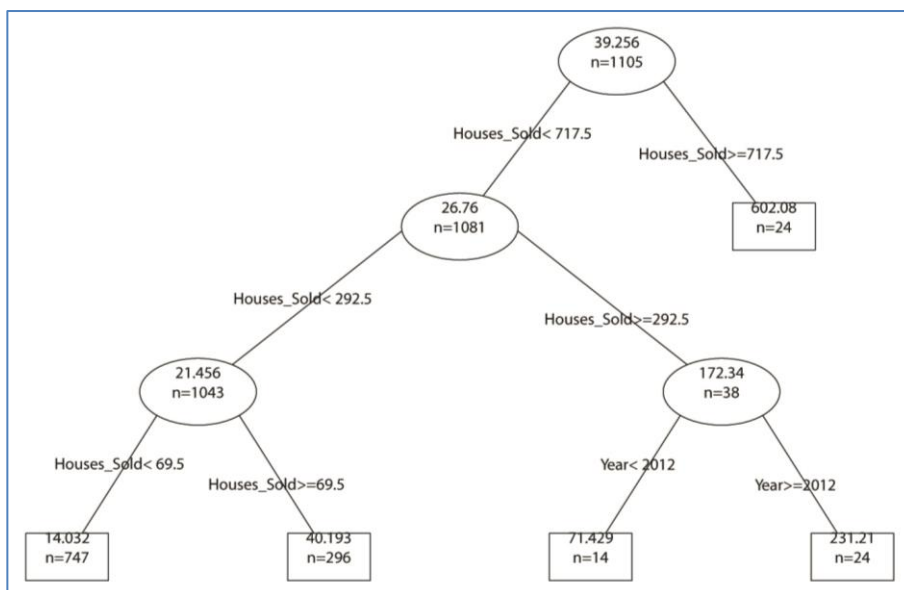 39.256
n=1105
Houses_Sold< 717.5
Houses_Sold>=717.5
26.76
n=1081
602.08
n=24
Houses_Sold< 292.5
Houses_Sold>=292.5
21.456
n=1043
172.34
n=38
Houses_Sold< 69.5
Houses_Sold>=69.5
Year< 2012
Year>=2012
14.032
n=747
40.193
n=296
71.429
n=14
231.21
n=24